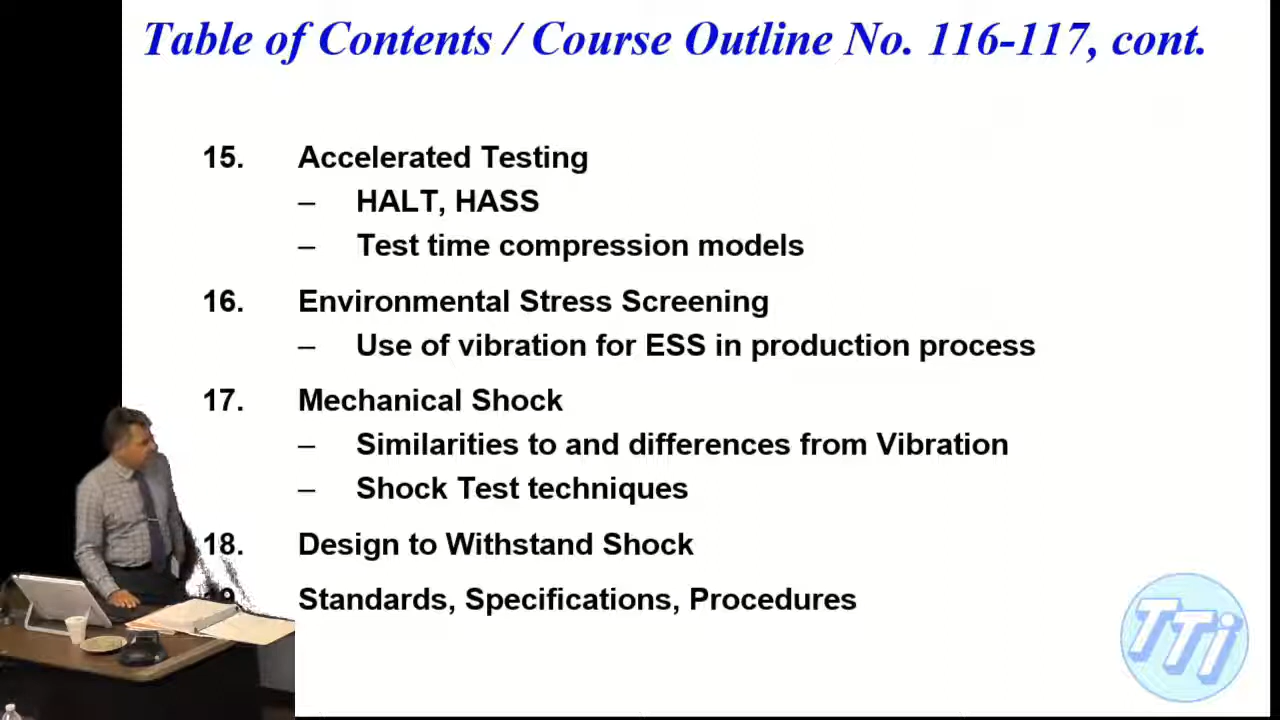 Table of Contents / Course Outline No. 116-117, cont.
15. Accelerated Testing
– HALT, HASS
– Test time compression models
16. Environmental Stress Screening
– Use of vibration for ESS in production process
17. Mechanical Shock
– Similarities to and differences from Vibration
– Shock Test techniques
18. Design to Withstand Shock
Standards, Specifications, Procedures
TTi